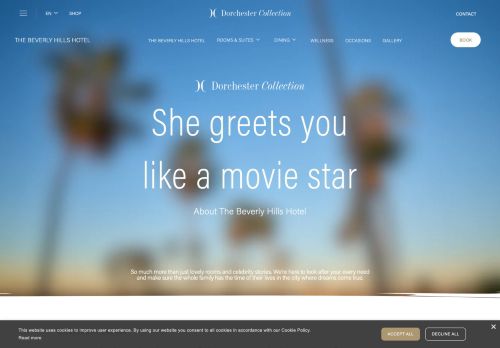 EN SHOP Dorchester Collection CONTACT
THE BEVERLY HILLS HOTEL THE BEVERLY HILLS HOTEL ROOMS & SUITES DINING WELLNESS OCCASIONS GALLERY BOOK
Dorchester Collection
She greets you
like a movie star
About The Beverly Hills Hotel
So much more than just lovely rooms and celebrity stories. We're here to look after your every need
and make sure the whole family has the time of their lives in the city where dreams come true.
This website uses cookies to improve user experience. By using our website you consent to all cookies in accordance with our Cookie Policy.
Read more
ACCEPT ALL DECLINE ALL